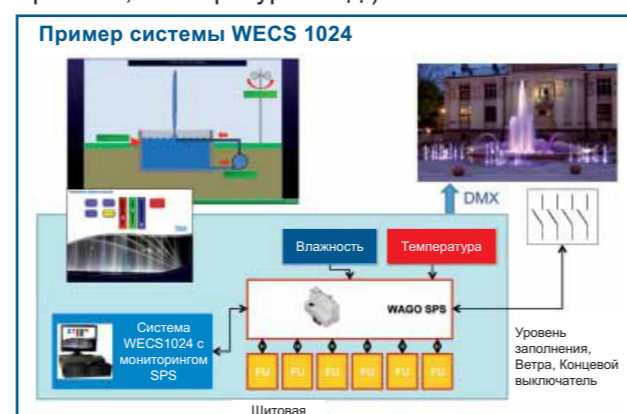 Пример системы WECS 1024
DMX
Влажность
Температура
WAGO SPS
Система
WECS1024 с
мониторингом
SPS
FU FU FU FU FU FU
Уровень
заполнения,
Ветра, Концевой
выключатель
Щитовая